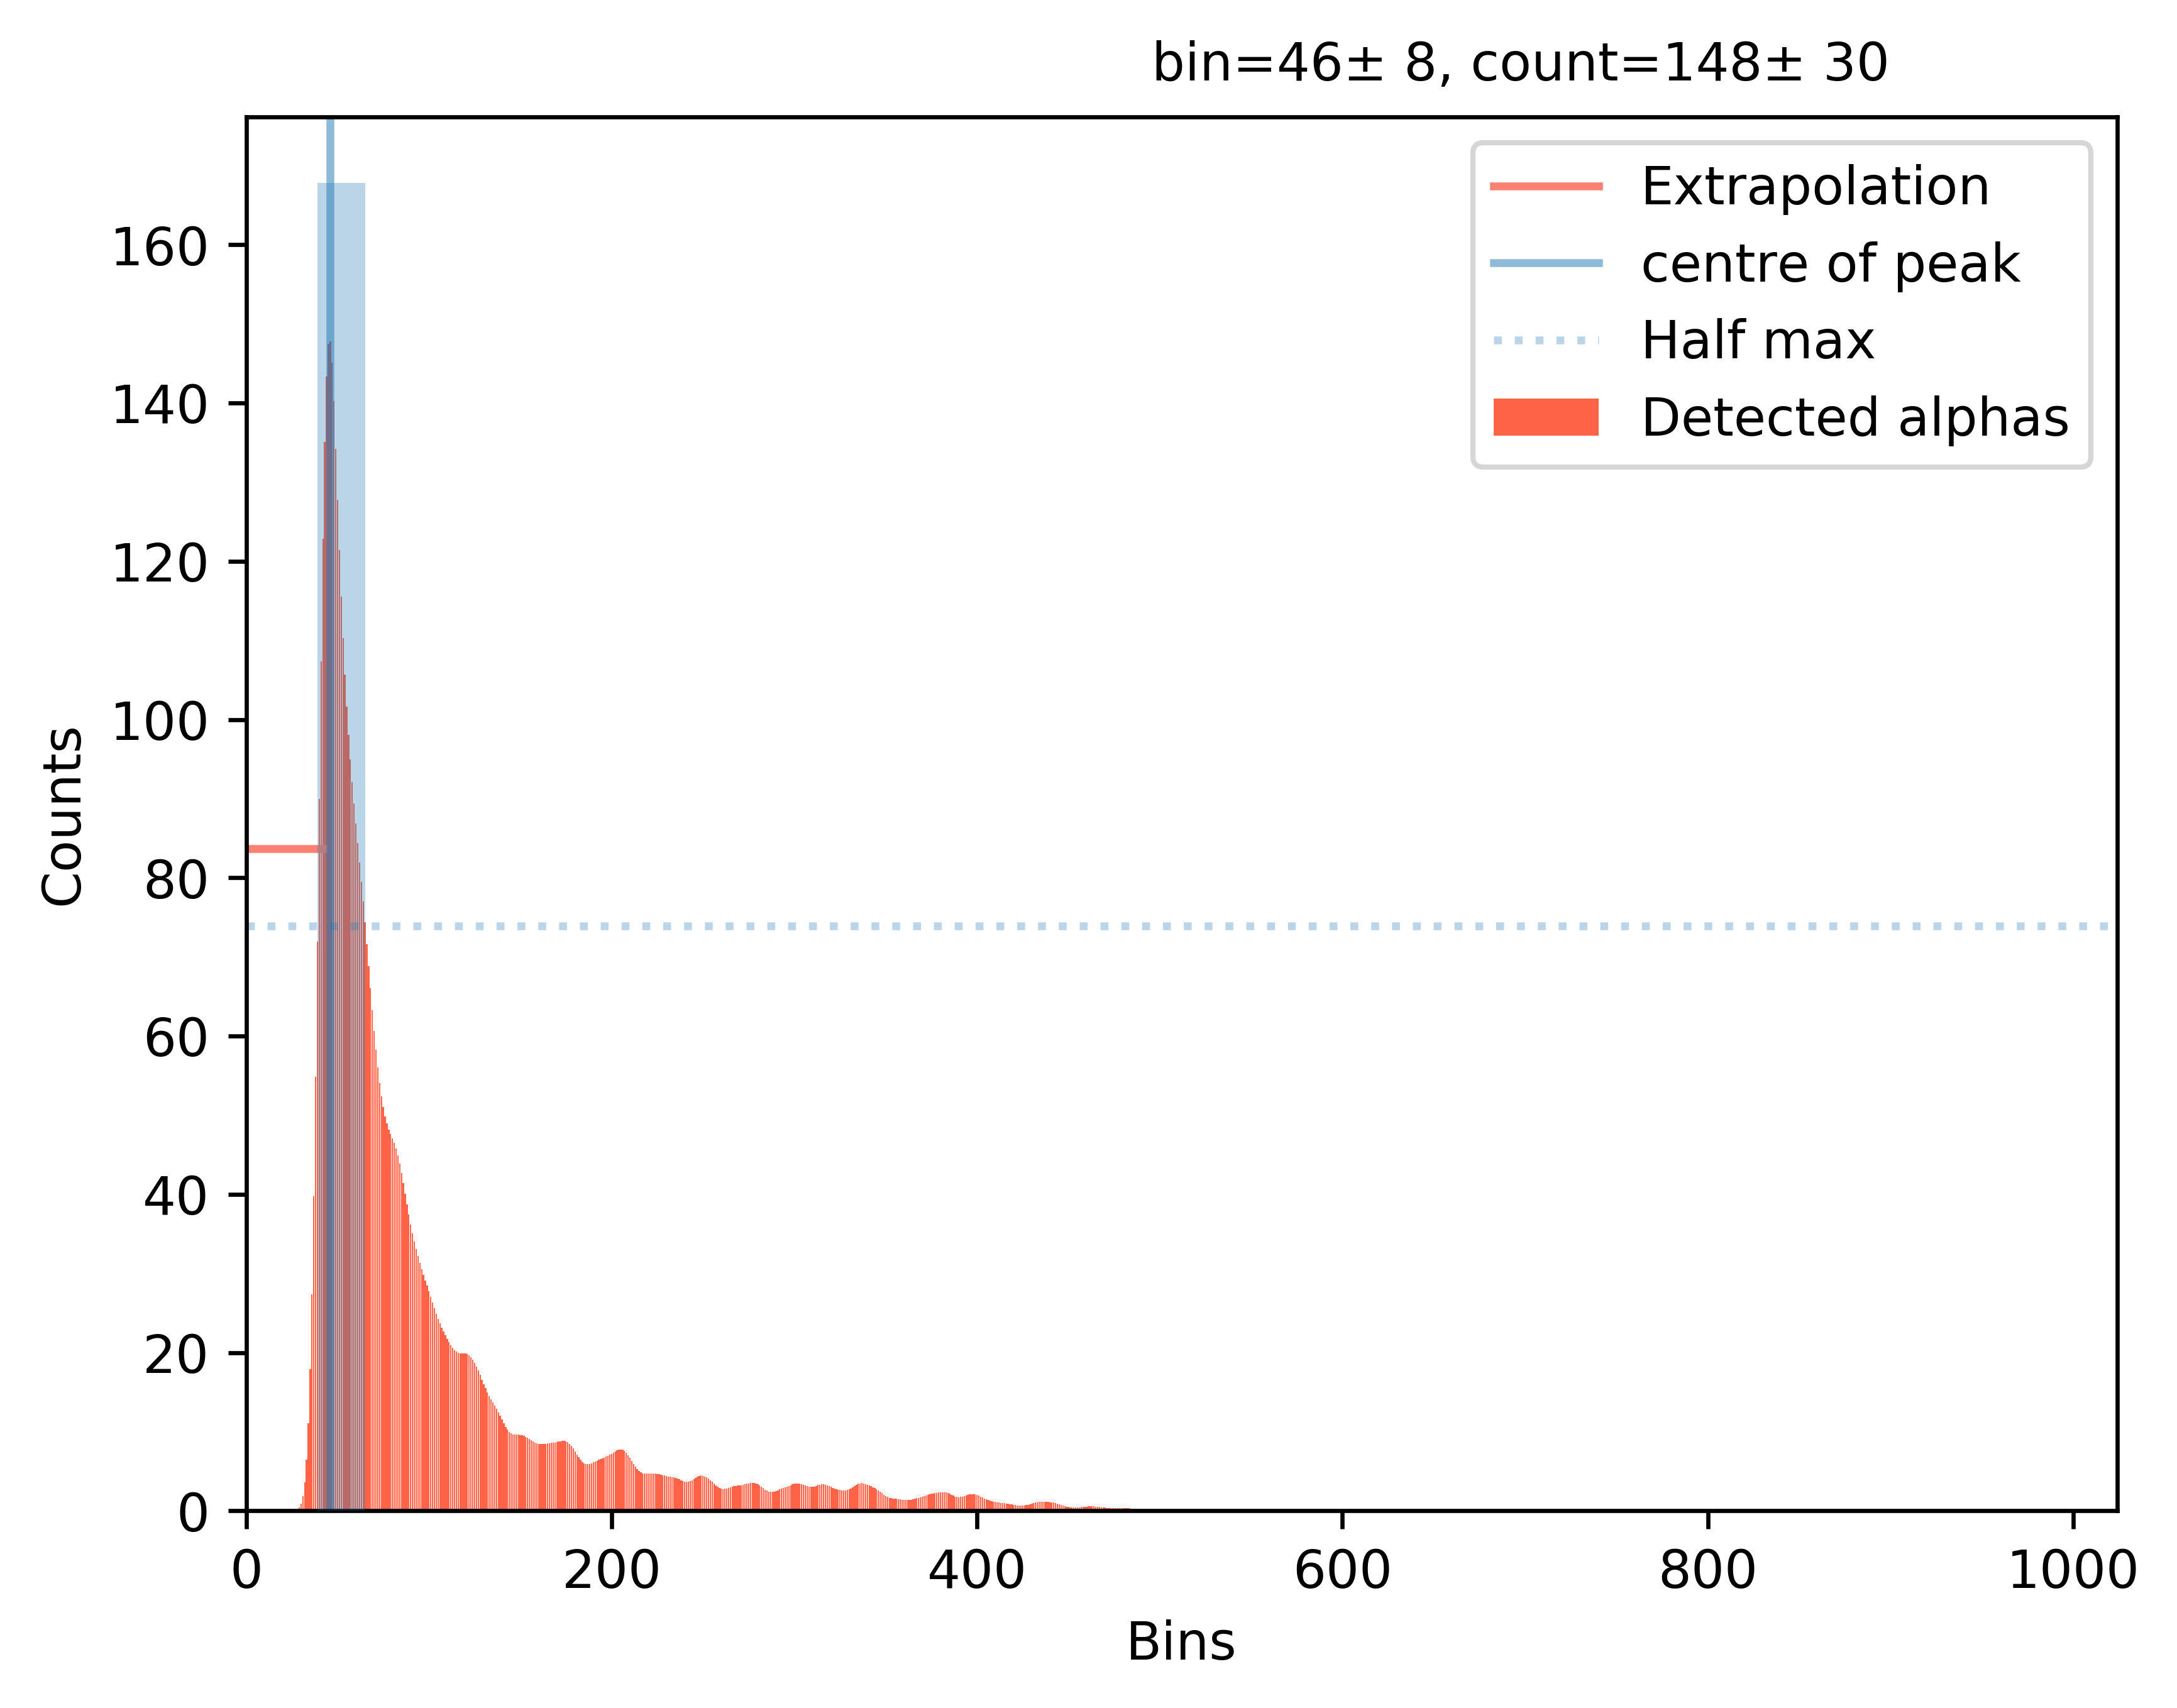 bin=46± 8, count=148± 30
Extrapolation
centre of peak
Half max
Detected alphas
Counts
160
140
120
100
80
60
40
20
0
0 200 400 600 800 1000
Bins